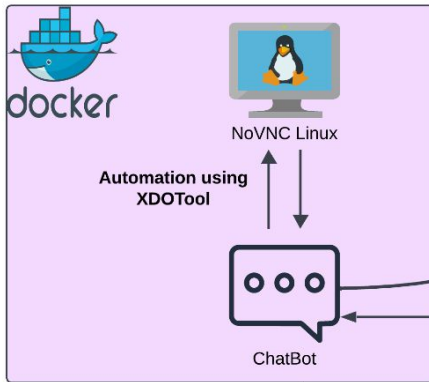 docker
NoVNC Linux
Automation using
XDOTool
ChatBot